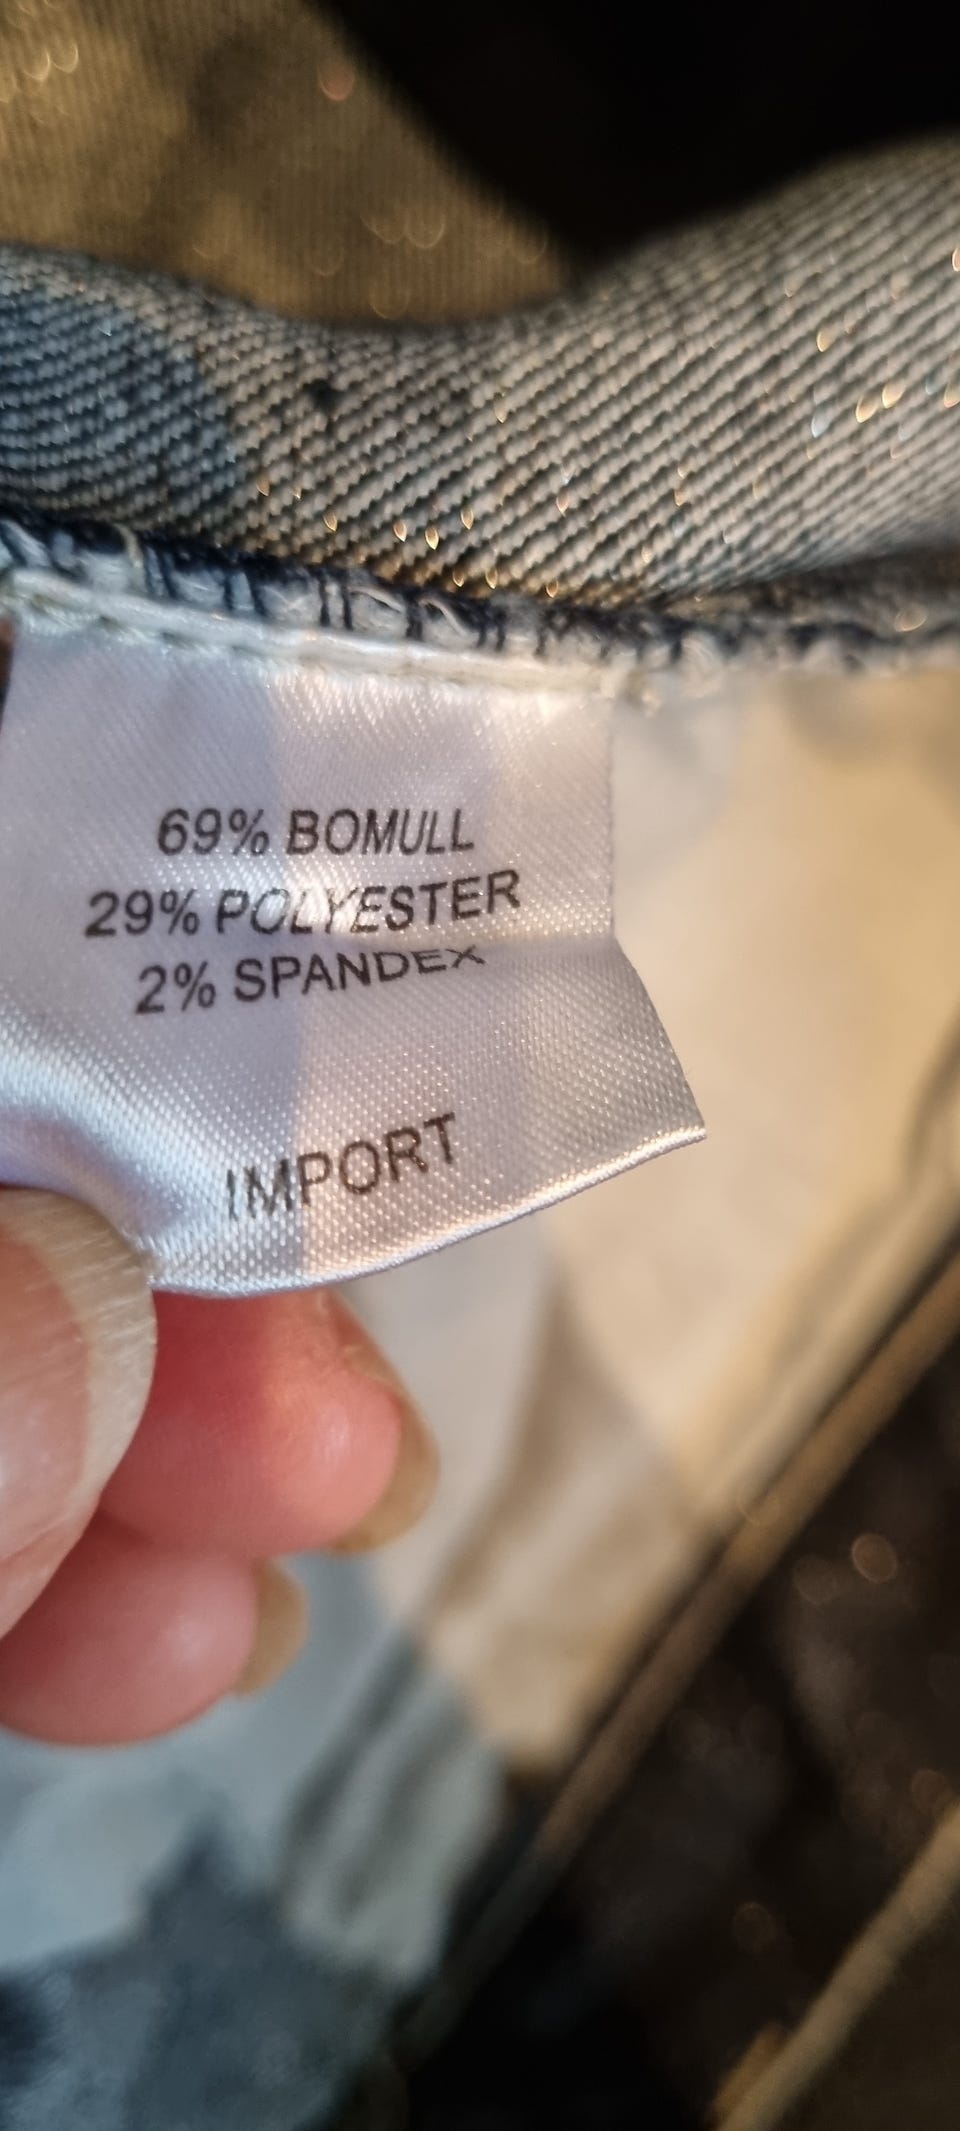 69% BOMULL
29% POLYESTER
2% SPANDEX
IMPORT